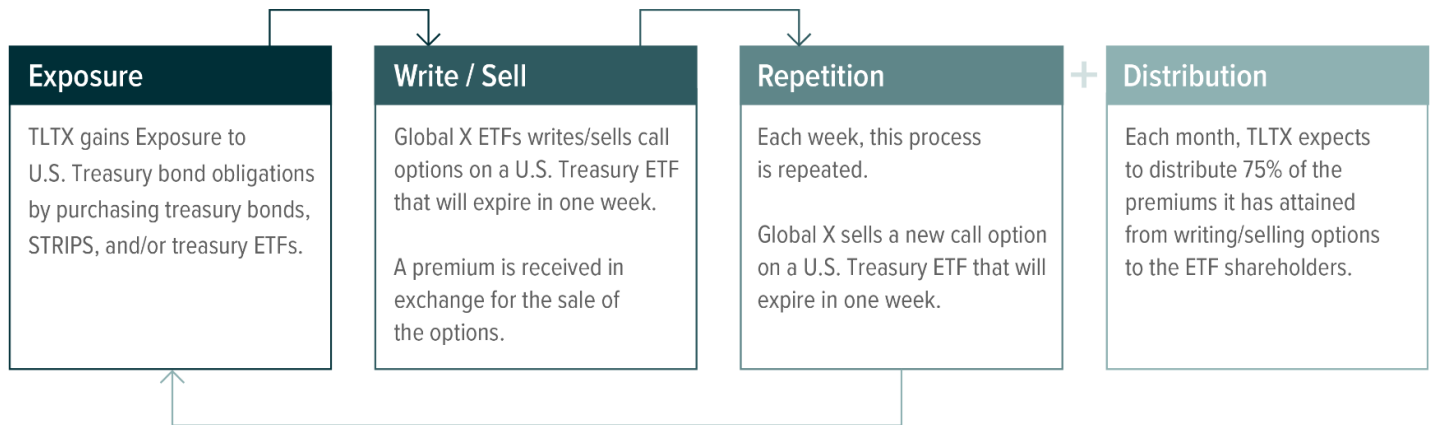 Exposure
TLTX gains Exposure to
U.S. Treasury bond obligations
by purchasing treasury bonds,
STRIPS, and/or treasury ETFs.
Write / Sell
Global X ETFs writes/sells call
options on a U.S. Treasury ETF
that will expire in one week.
A premium is received in
exchange for the sale of
the options.
Repetition
Each week, this process
is repeated.
Global X sells a new call option
on a U.S. Treasury ETF that will
expire in one week.
+
Distribution
Each month, TLTX expects
to distribute 75% of the
premiums it has attained
from writing/selling options
to the ETF shareholders.